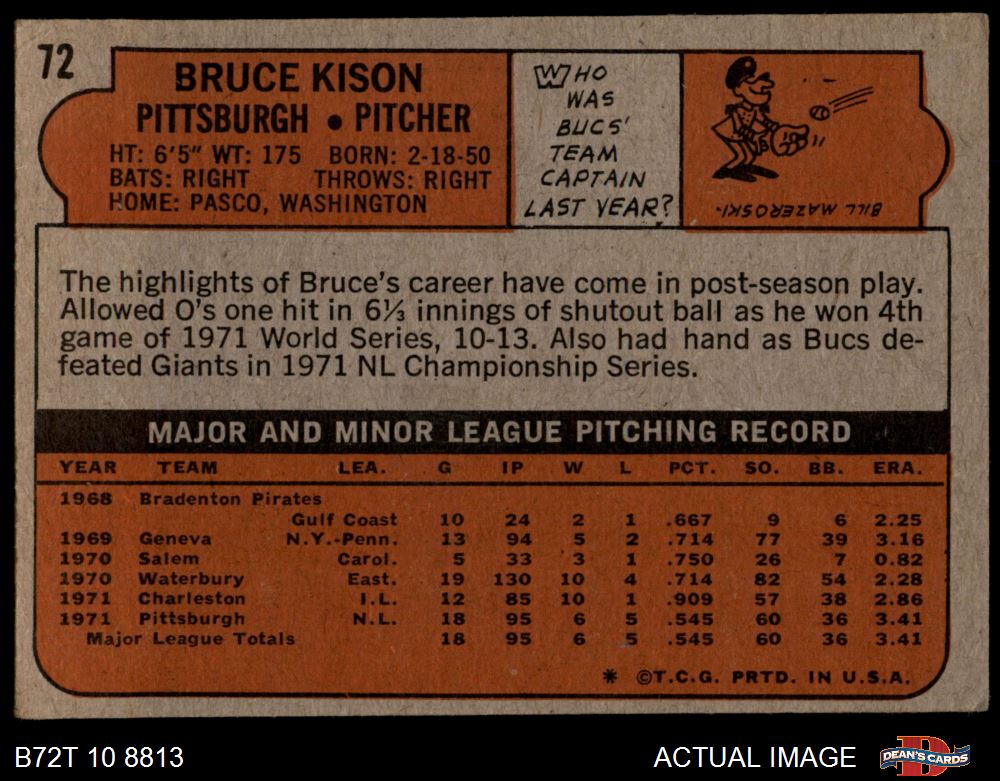 72
BRUCE KISON
PITTSBURGH • PITCHER
HT: 6'5" WT: 175 BORN: 2-18-50
BATS: RIGHT THROWS: RIGHT
HOME: PASCO, WASHINGTON
WHO
WAS
BUCS'
TEAM
CAPTAIN
LAST YEAR?
BILL MAZEROSKI.
The highlights of Bruce's career have come in post-season play.
Allowed O's one hit in 6⅓ innings of shutout ball as he won 4th
game of 1971 World Series, 10-13. Also had hand as Bucs de-
feated Giants in 1971 NL Championship Series.
MAJOR AND MINOR LEAGUE PITCHING RECORD
YEAR TEAM LEA. G IP W L PCT. SO. BB. ERA.
1968 Bradenton Pirates
Gulf Coast 10 24 2 1 .667 9 6 2.25
1969 Geneva N.Y.-Penn. 13 94 5 2 .714 77 39 3.16
1970 Salem Carol. 5 33 3 1 .750 26 7 0.82
1970 Waterbury East. 19 130 10 4 .714 82 54 2.28
1971 Charleston I.L. 12 85 10 1 .909 57 38 2.86
1971 Pittsburgh N.L. 18 95 6 5 .545 60 36 3.41
Major League Totals 18 95 6 5 .545 60 36 3.41
* ©T.C.G. PRTD. IN U.S.A.
B72T 10 8813 ACTUAL IMAGE D DEAN'S CARDS